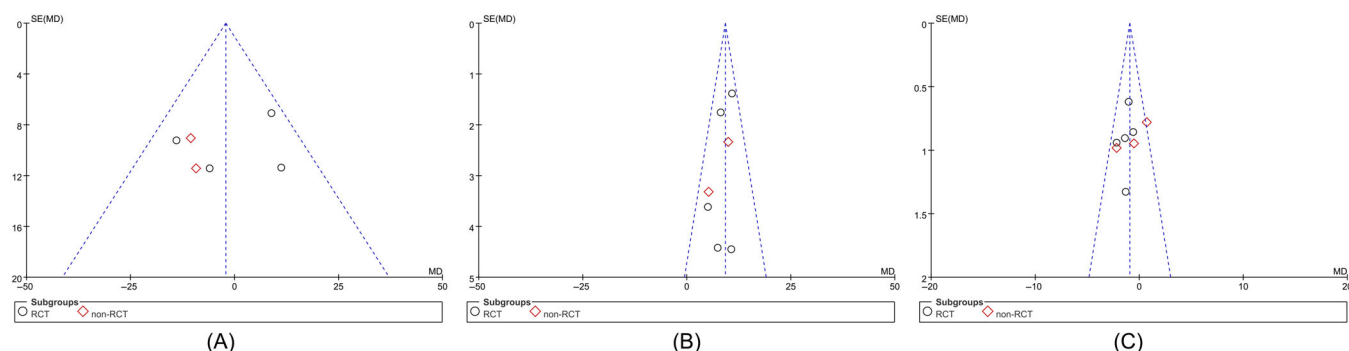 SE(MD)
0
4
8
12
16
20
MD
−50
−25
0
25
50
Subgroups
RCT
non-RCT
(A)
SE(MD)
0
1
2
3
4
5
MD
−50
−25
0
25
50
Subgroups
RCT
non-RCT
(B)
SE(MD)
0
0.5
1
1.5
2
MD
−20
−10
0
10
20
Subgroups
RCT
non-RCT
(C)